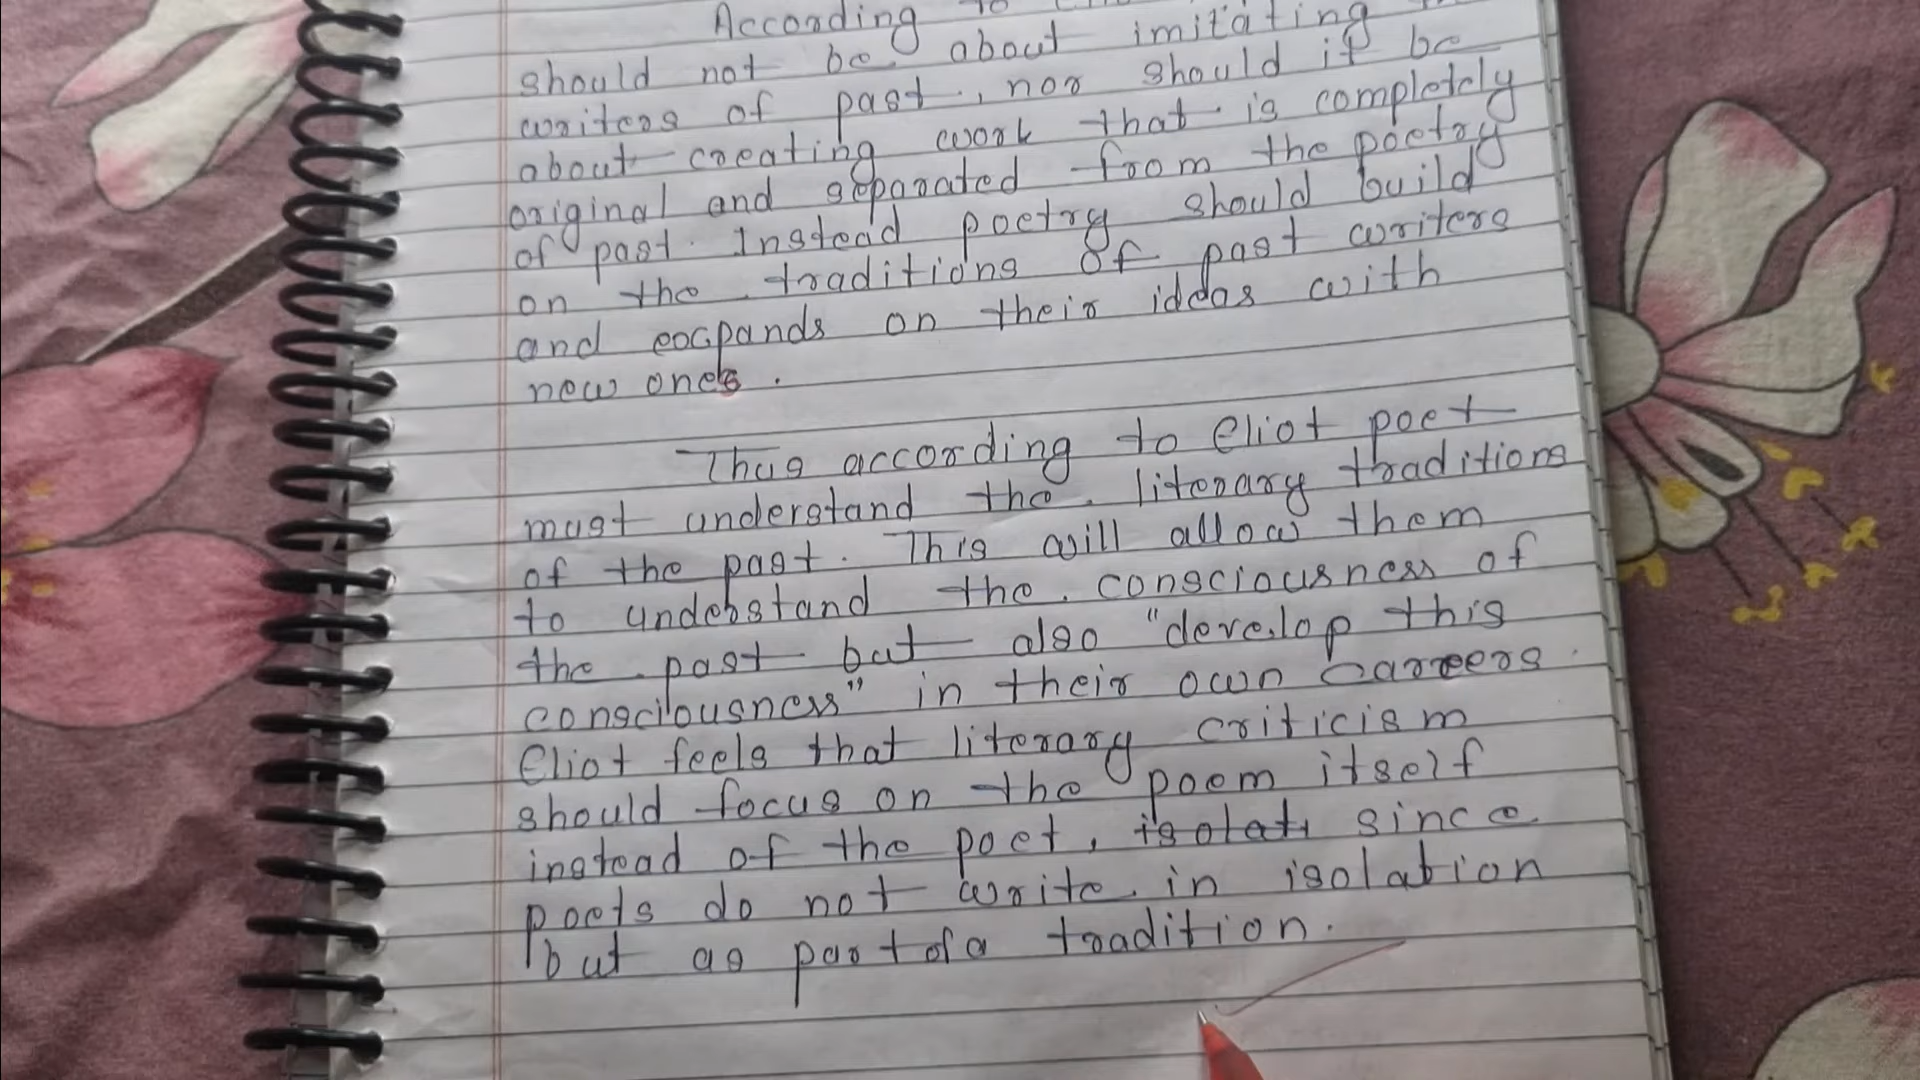 According to
should not be about imitating
writers of past, nor should it be
about creating work that is completely
original and separated from the poetry
of past. Instead poetry should build
on the traditions of past writers
and expands on their ideas with
new ones.
Thus according to Eliot poet
must understand the literary traditions
of the past. This will allow them
to understand the consciousness of
the past but also "develop this
consciousness" in their own careers.
Eliot feels that literary criticism
should focus on the poem itself
instead of the poet, isolati since
poets do not write in isolation
but as part of a tradition.